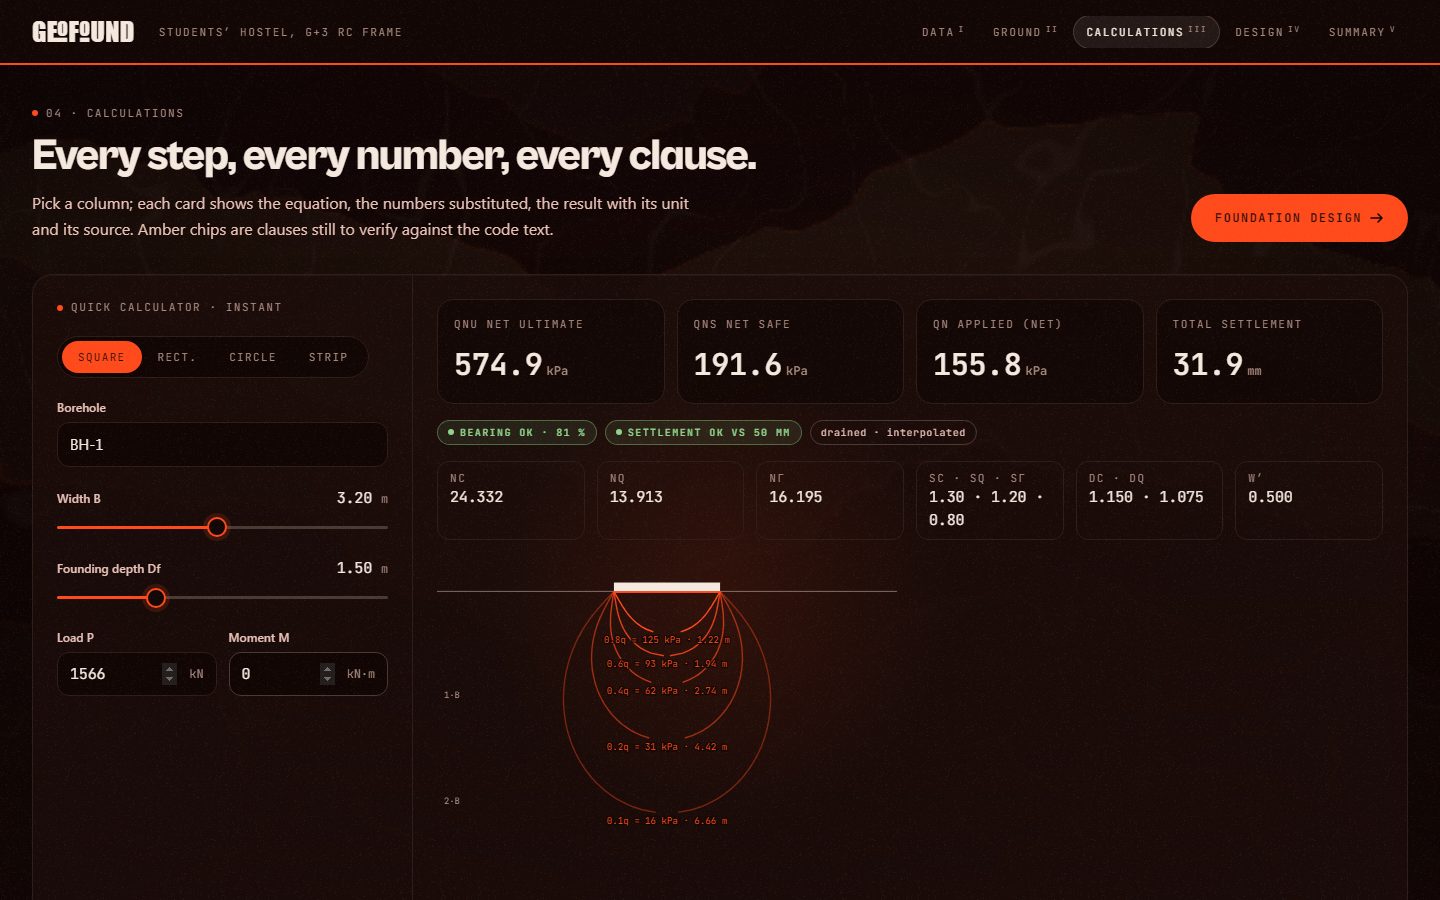 GEOFOUND
STUDENTS' HOSTEL, G+3 RC FRAME
DATA I
GROUND II
CALCULATIONS III
DESIGN IV
SUMMARY V
04 · CALCULATIONS
Every step, every number, every clause.
Pick a column; each card shows the equation, the numbers substituted, the result with its unit
and its source. Amber chips are clauses still to verify against the code text.
FOUNDATION DESIGN →
QUICK CALCULATOR · INSTANT
SQUARE
RECT.
CIRCLE
STRIP
Borehole
BH-1
Width B
3.20 m
Founding depth Df
1.50 m
Load P
Moment M
1566 kN
0 kN·m
QNU NET ULTIMATE
574.9 kPa
QNS NET SAFE
191.6 kPa
QN APPLIED (NET)
155.8 kPa
TOTAL SETTLEMENT
31.9 mm
BEARING OK · 81 %
SETTLEMENT OK VS 50 MM
drained · interpolated
NC
24.332
NQ
13.913
NΓ
16.195
SC · SQ · SΓ
1.30 · 1.20 ·
0.80
DC · DQ
1.150 · 1.075
W′
0.500
0.8q = 125 kPa · 1.22 m
0.6q = 93 kPa · 1.94 m
0.4q = 62 kPa · 2.74 m
1·B
0.2q = 31 kPa · 4.42 m
2·B
0.1q = 16 kPa · 6.66 m